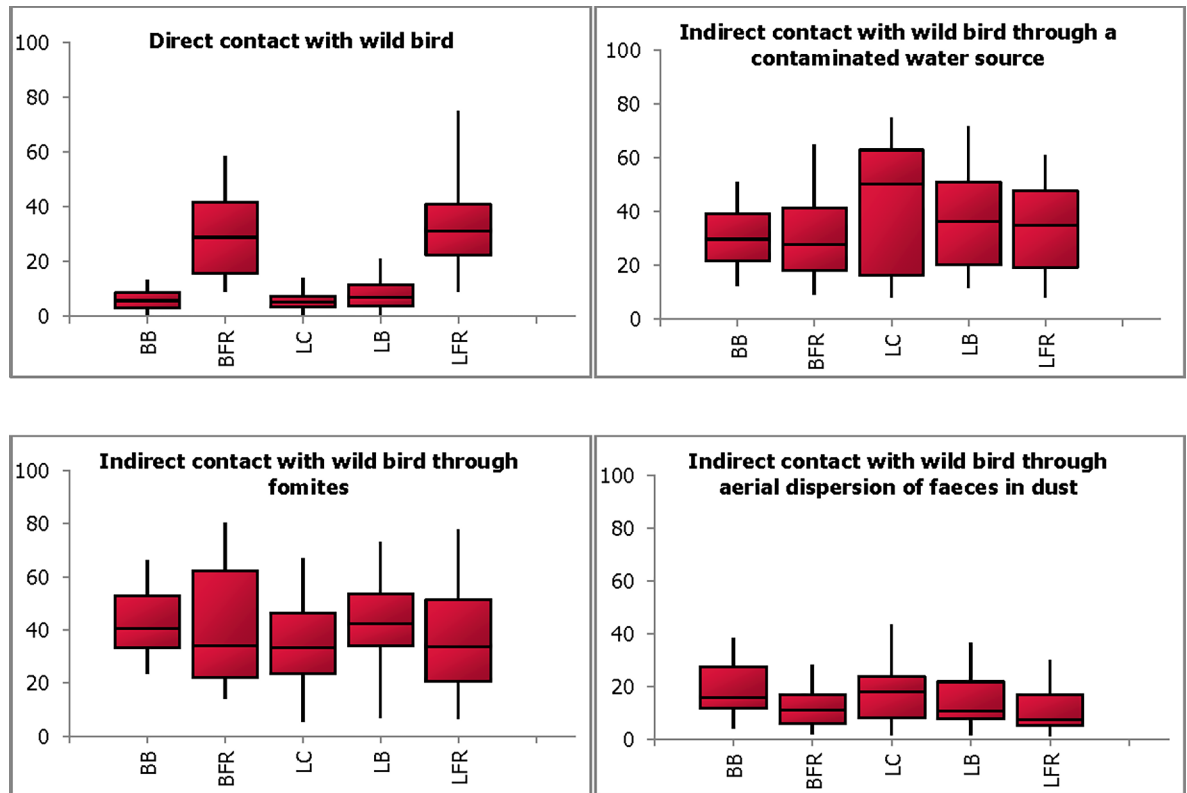 Direct contact with wild bird
100
80
60
40
20
0
BB
BFR
LC
LB
LFR
Indirect contact with wild bird through a
contaminated water source
100
80
60
40
20
0
BB
BFR
LC
LB
LFR
Indirect contact with wild bird through
fomites
100
80
60
40
20
0
BB
BFR
LC
LB
LFR
Indirect contact with wild bird through
aerial dispersion of faeces in dust
100
80
60
40
20
0
BB
BFR
LC
LB
LFR